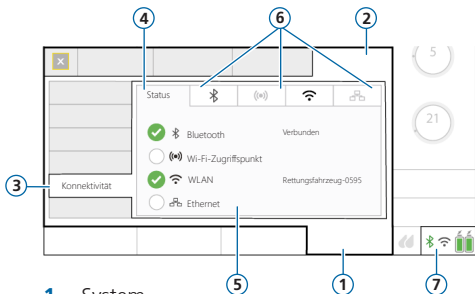 4
6
2
5
Status
Bluetooth
Verbunden
21
Wi-Fi-Zugriffspunkt
3
Konnektivität
WLAN
Rettungsfahrzeug-0595
Ethernet
5
1
7
1 System